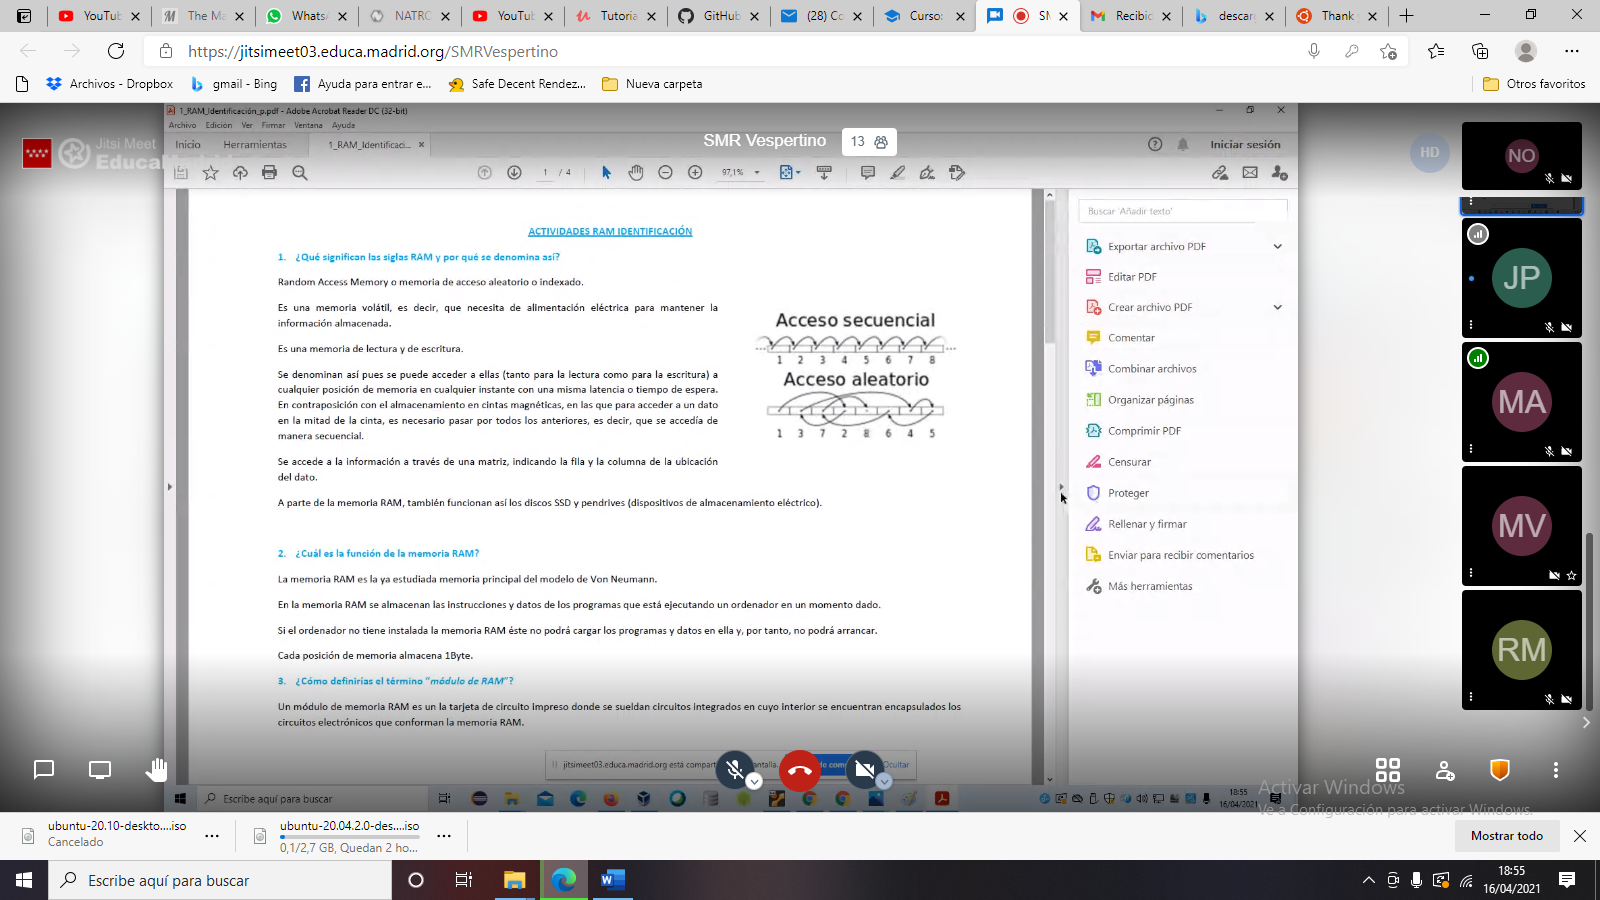 YouTub
The Ma
WhatsA
NATRO
YouTub
Tutoria
GitHub
(28) Co
Curso:
SM
Recibid
descar
Thank
https://jitsimeet03.educa.madrid.org/SMRVespertino
Archivos - Dropbox
gmail - Bing
Ayuda para entrar e...
Safe Decent Rendez...
Nueva carpeta
Otros favoritos
1_RAM_Identificación_p.pdf - Adobe Acrobat Reader DC (32-bit)
Archivo Edición Ver Firmar Ventana Ayuda
Jitsi Meet
EducaMadrid
Inicio Herramientas 1_RAM_Identificaci...
SMR Vespertino 13
Iniciar sesión
1 / 4
97,1%
HD
NO
JP
MA
MV
RM
ACTIVIDADES RAM IDENTIFICACIÓN
1. ¿Qué significan las siglas RAM y por qué se denomina así?
Random Access Memory o memoria de acceso aleatorio o indexado.
Es una memoria volátil, es decir, que necesita de alimentación eléctrica para mantener la
información almacenada.
Es una memoria de lectura y de escritura.
Se denominan así pues se puede acceder a ellas (tanto para la lectura como para la escritura) a
cualquier posición de memoria en cualquier instante con una misma latencia o tiempo de espera.
En contraposición con el almacenamiento en cintas magnéticas, en las que para acceder a un dato
en la mitad de la cinta, es necesario pasar por todos los anteriores, es decir, que se accedía de
manera secuencial.
Se accede a la información a través de una matriz, indicando la fila y la columna de la ubicación
del dato.
A parte de la memoria RAM, también funcionan así los discos SSD y pendrives (dispositivos de almacenamiento eléctrico).
Acceso secuencial
1 2 3 4 5 6 7 8
Acceso aleatorio
1 3 7 2 8 6 4 5
2. ¿Cuál es la función de la memoria RAM?
La memoria RAM es la ya estudiada memoria principal del modelo de Von Neumann.
En la memoria RAM se almacenan las instrucciones y datos de los programas que está ejecutando un ordenador en un momento dado.
Si el ordenador no tiene instalada la memoria RAM éste no podrá cargar los programas y datos en ella y, por tanto, no podrá arrancar.
Cada posición de memoria almacena 1Byte.
3. ¿Cómo definirías el término “módulo de RAM”?
Un módulo de memoria RAM es un la tarjeta de circuito impreso donde se sueldan circuitos integrados en cuyo interior se encuentran encapsulados los
circuitos electrónicos que conforman la memoria RAM.
Buscar 'Añadir texto'
Exportar archivo PDF
Editar PDF
Crear archivo PDF
Comentar
Combinar archivos
Organizar páginas
Comprimir PDF
Censurar
Proteger
Rellenar y firmar
Enviar para recibir comentarios
Más herramientas
jitsimeet03.educa.madrid.org está compart
de com
Ocultar
Escribe aquí para buscar
18:55
16/04/2021
Activar Windows
Ve a Configuración para activar Windows.
ubuntu-20.10-deskto....iso
Cancelado
ubuntu-20.04.2.0-des....iso
0,1/2,7 GB, Quedan 2 ho...
Mostrar todo
Escribe aquí para buscar
18:55
16/04/2021